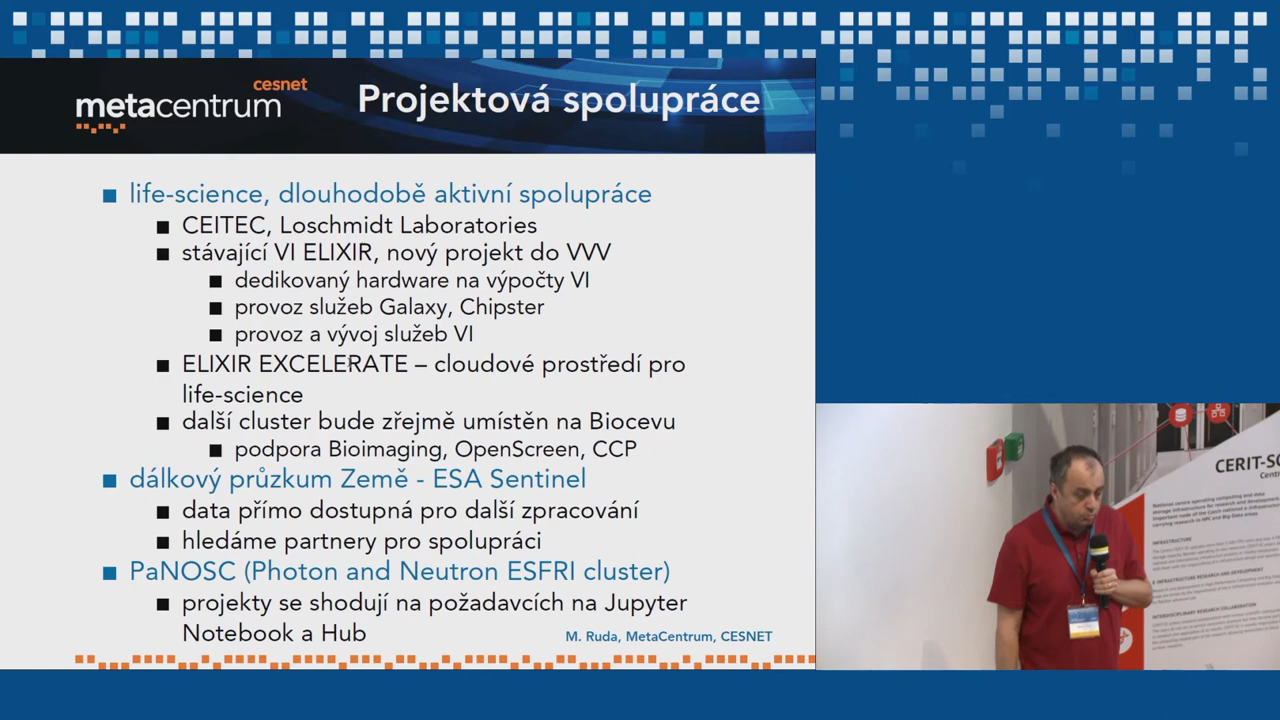 cesnet
metacentrum
Projektová spolupráce
■ life-science, dlouhodobě aktivní spolupráce
■ CEITEC, Loschmidt Laboratories
■ stávající VI ELIXIR, nový projekt do VVV
■ dedikovaný hardware na výpočty VI
■ provoz služeb Galaxy, Chipster
■ provoz a vývoj služeb VI
■ ELIXIR EXCELERATE – cloudové prostředí pro
life-science
■ další cluster bude zřejmě umístěn na Biocevu
■ podpora Bioimaging, OpenScreen, CCP
■ dálkový průzkum Země - ESA Sentinel
■ data přímo dostupná pro další zpracování
■ hledáme partnery pro spolupráci
■ PaNOSC (Photon and Neutron ESFRI cluster)
■ projekty se shodují na požadavcích na Jupyter
Notebook a Hub
M. Ruda, MetaCentrum, CESNET
CERIT-SC
INFRASTRUCTURE
INTERDISCIPLINARY RESEARCH COLLABORATION